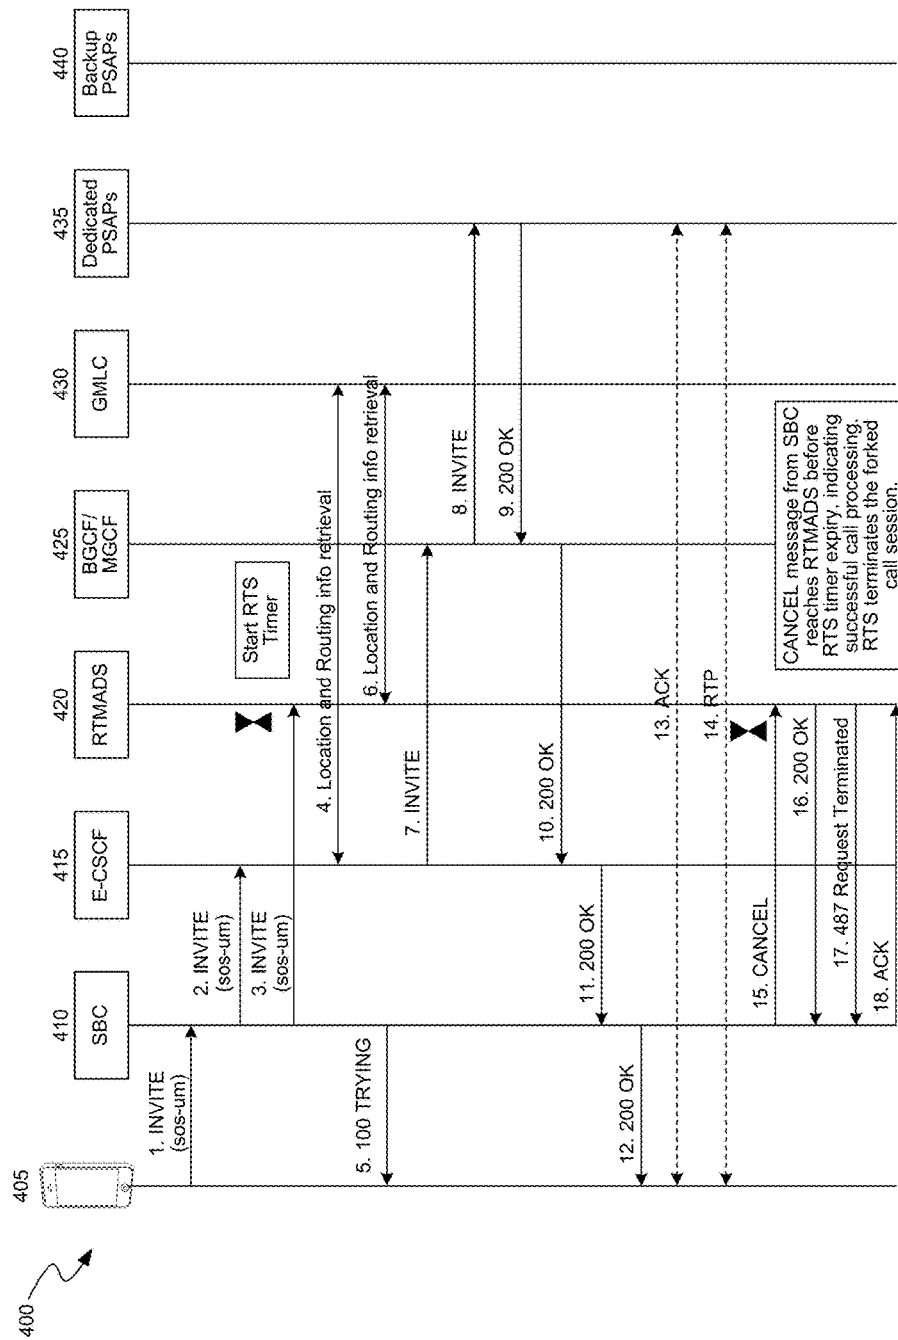 400
405
410
SBC
415
E-CSCF
420
RTMADS
425
BGCF/
MGCF
430
GMLC
435
Dedicated
PSAPs
440
Backup
PSAPs
1. INVITE
(sos-um)
2. INVITE
(sos-um)
3. INVITE
(sos-um)
Start RTS
Timer
4. Location and Routing info retrieval
5. 100 TRYING
6. Location and Routing info retrieval
7. INVITE
8. INVITE
9. 200 OK
10. 200 OK
11. 200 OK
12. 200 OK
13. ACK
14. RTP
15. CANCEL
16. 200 OK
17. 487 Request Terminated
18. ACK
CANCEL message from SBC
reaches RTMADS before
RTS timer expiry, indicating
successful call processing.
RTS terminates the forked
call session.